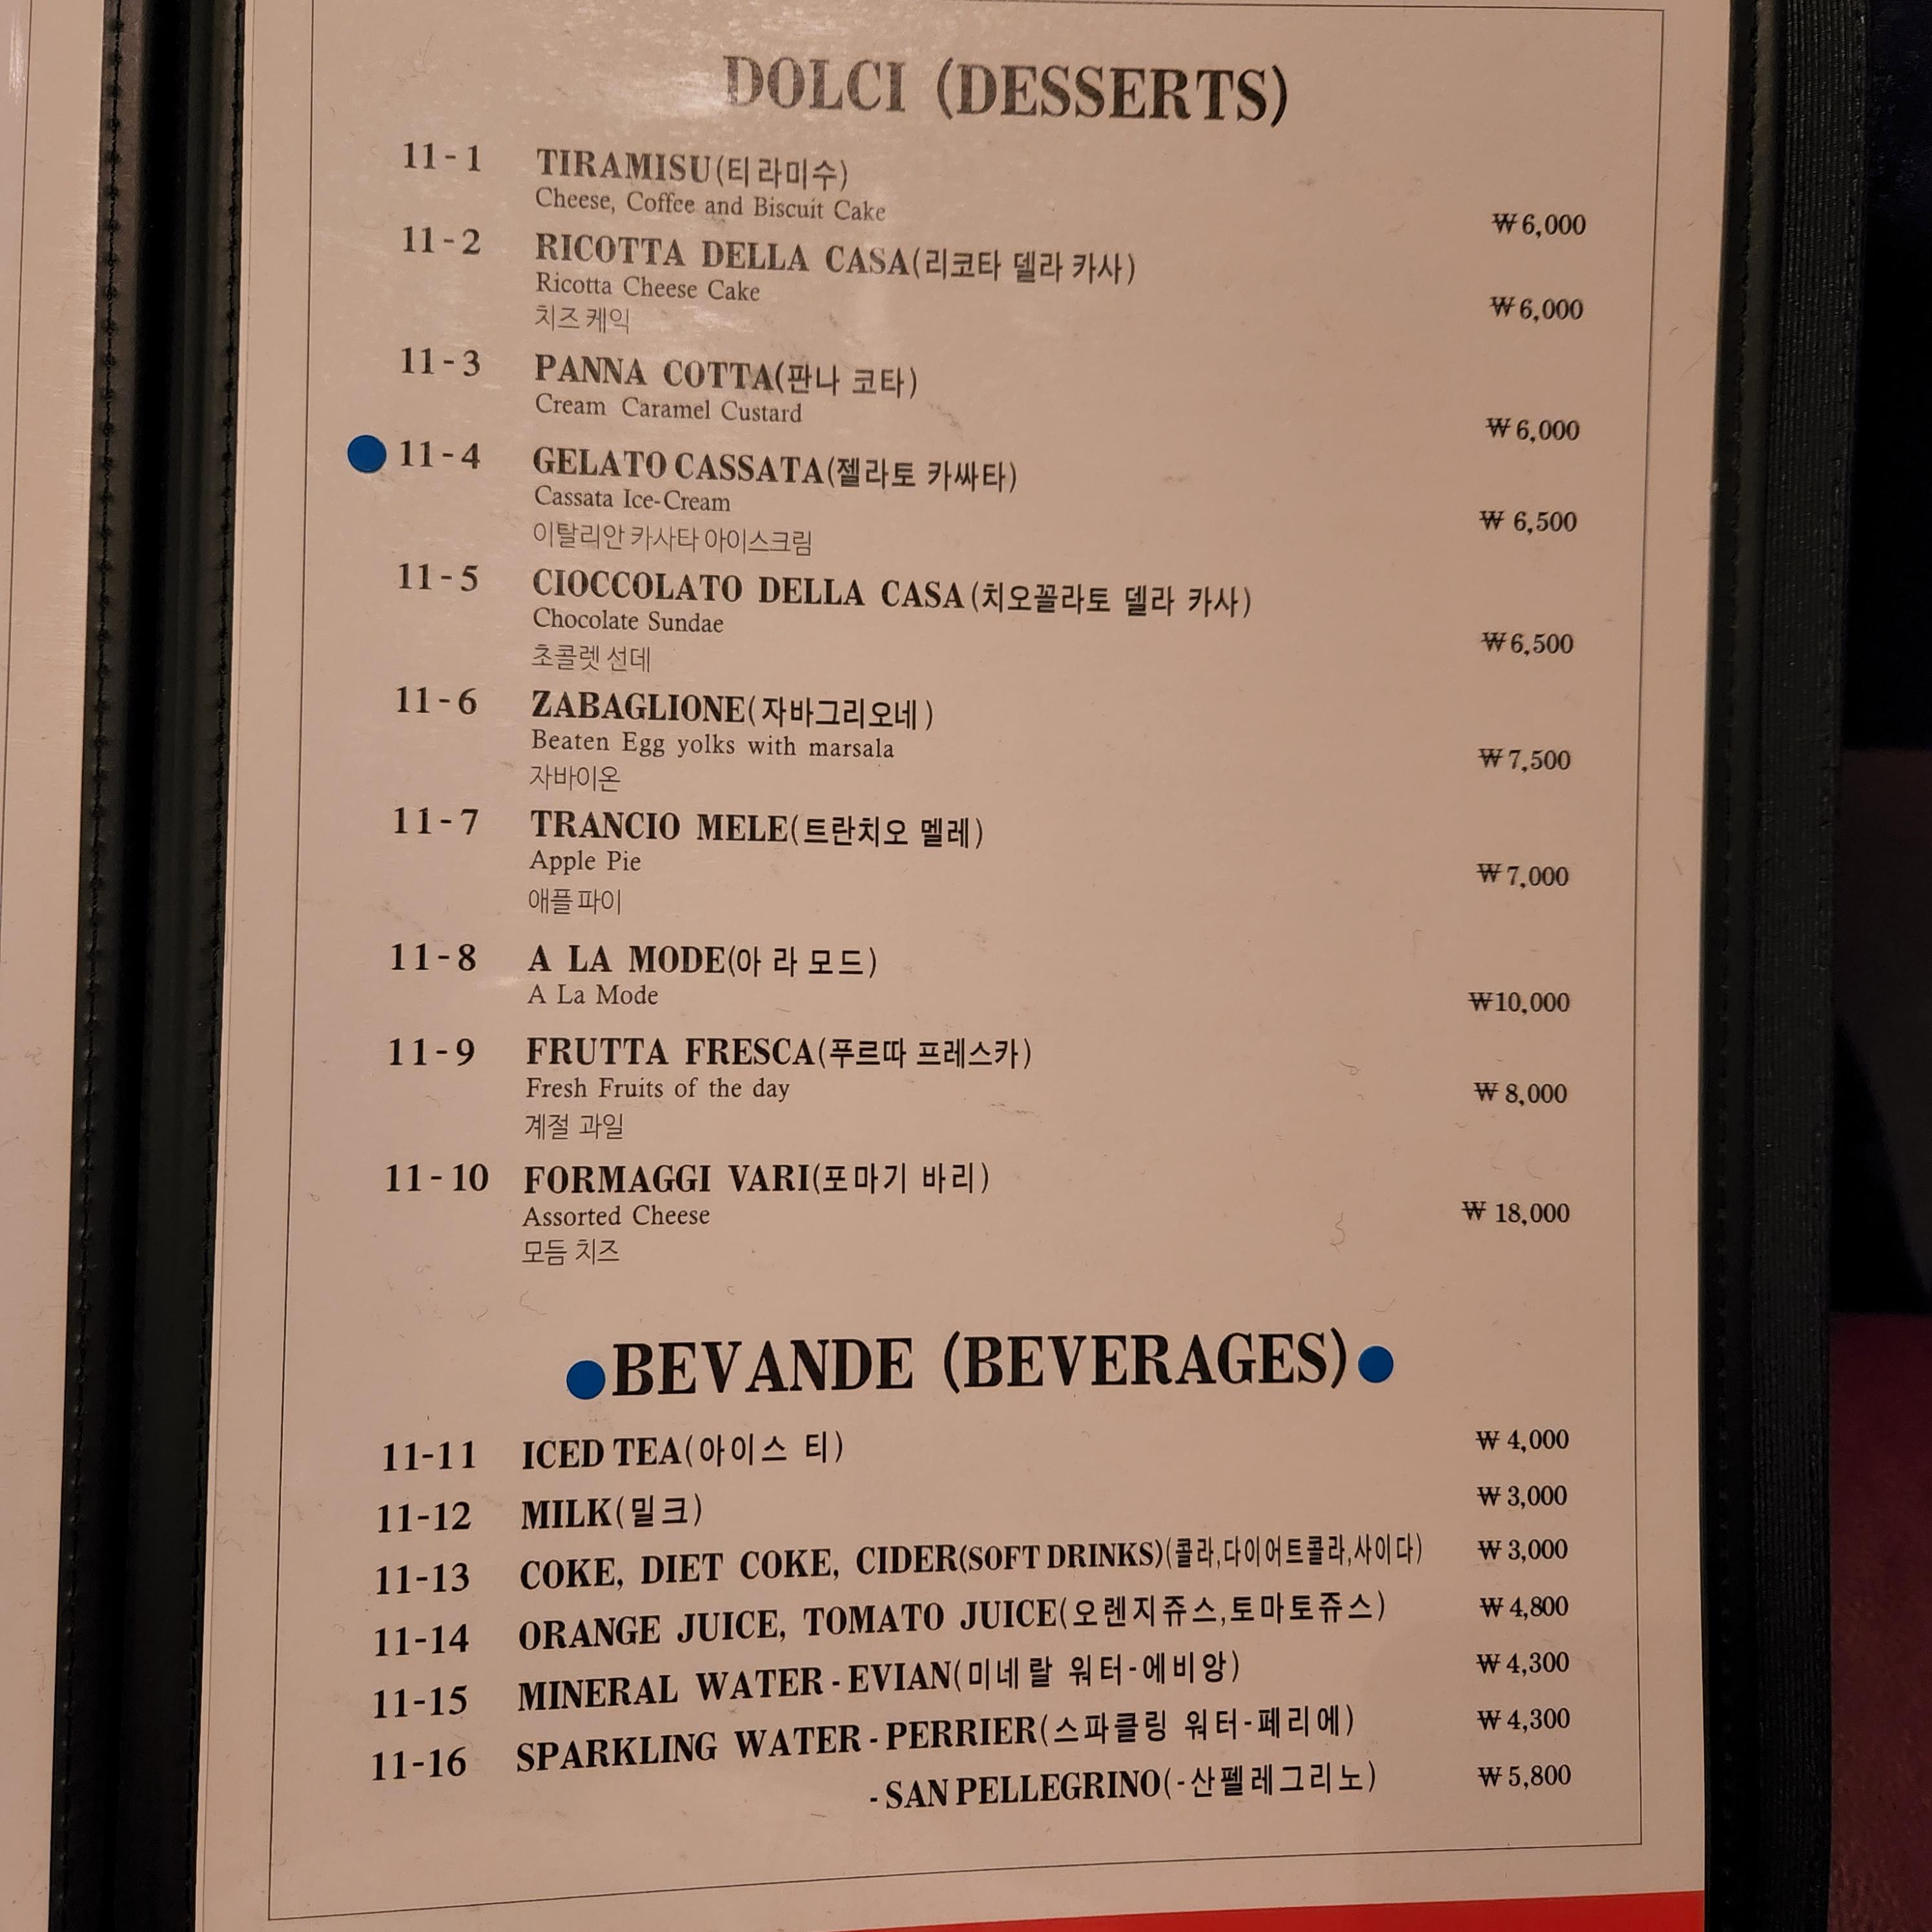 DOLCI (DESSERTS)
11-1 TIRAMISU(티라미수)
Cheese, Coffee and Biscuit Cake ₩6,000
11-2 RICOTTA DELLA CASA(리코타 델라 카사)
Ricotta Cheese Cake ₩6,000
치즈 케익
11-3 PANNA COTTA(판나 코타)
Cream Caramel Custard ₩6,000
11-4 GELATO CASSATA(젤라토 카싸타)
Cassata Ice-Cream ₩ 6,500
이탈리안 카사타 아이스크림
11-5 CIOCCOLATO DELLA CASA(치오꼴라토 델라 카사)
Chocolate Sundae ₩6,500
초콜렛 선데
11-6 ZABAGLIONE(자바그리오네)
Beaten Egg yolks with marsala ₩7,500
자바이온
11-7 TRANCIO MELE(트란치오 멜레)
Apple Pie ₩7,000
애플 파이
11-8 A LA MODE(아 라 모드)
A La Mode ₩10,000
11-9 FRUTTA FRESCA(푸르따 프레스카)
Fresh Fruits of the day ₩ 8,000
계절 과일
11-10 FORMAGGI VARI(포마기 바리)
Assorted Cheese ₩ 18,000
모듬 치즈
BEVANDE (BEVERAGES)
11-11 ICED TEA(아이스 티) ₩ 4,000
11-12 MILK(밀크) ₩ 3,000
11-13 COKE, DIET COKE, CIDER(SOFT DRINKS)(콜라,다이어트콜라,사이다) ₩ 3,000
11-14 ORANGE JUICE, TOMATO JUICE(오렌지쥬스,토마토쥬스) ₩ 4,800
11-15 MINERAL WATER - EVIAN(미네랄 워터-에비앙) ₩ 4,300
11-16 SPARKLING WATER - PERRIER(스파클링 워터-페리에) ₩ 4,300
- SAN PELLEGRINO(-산펠레그리노) ₩ 5,800